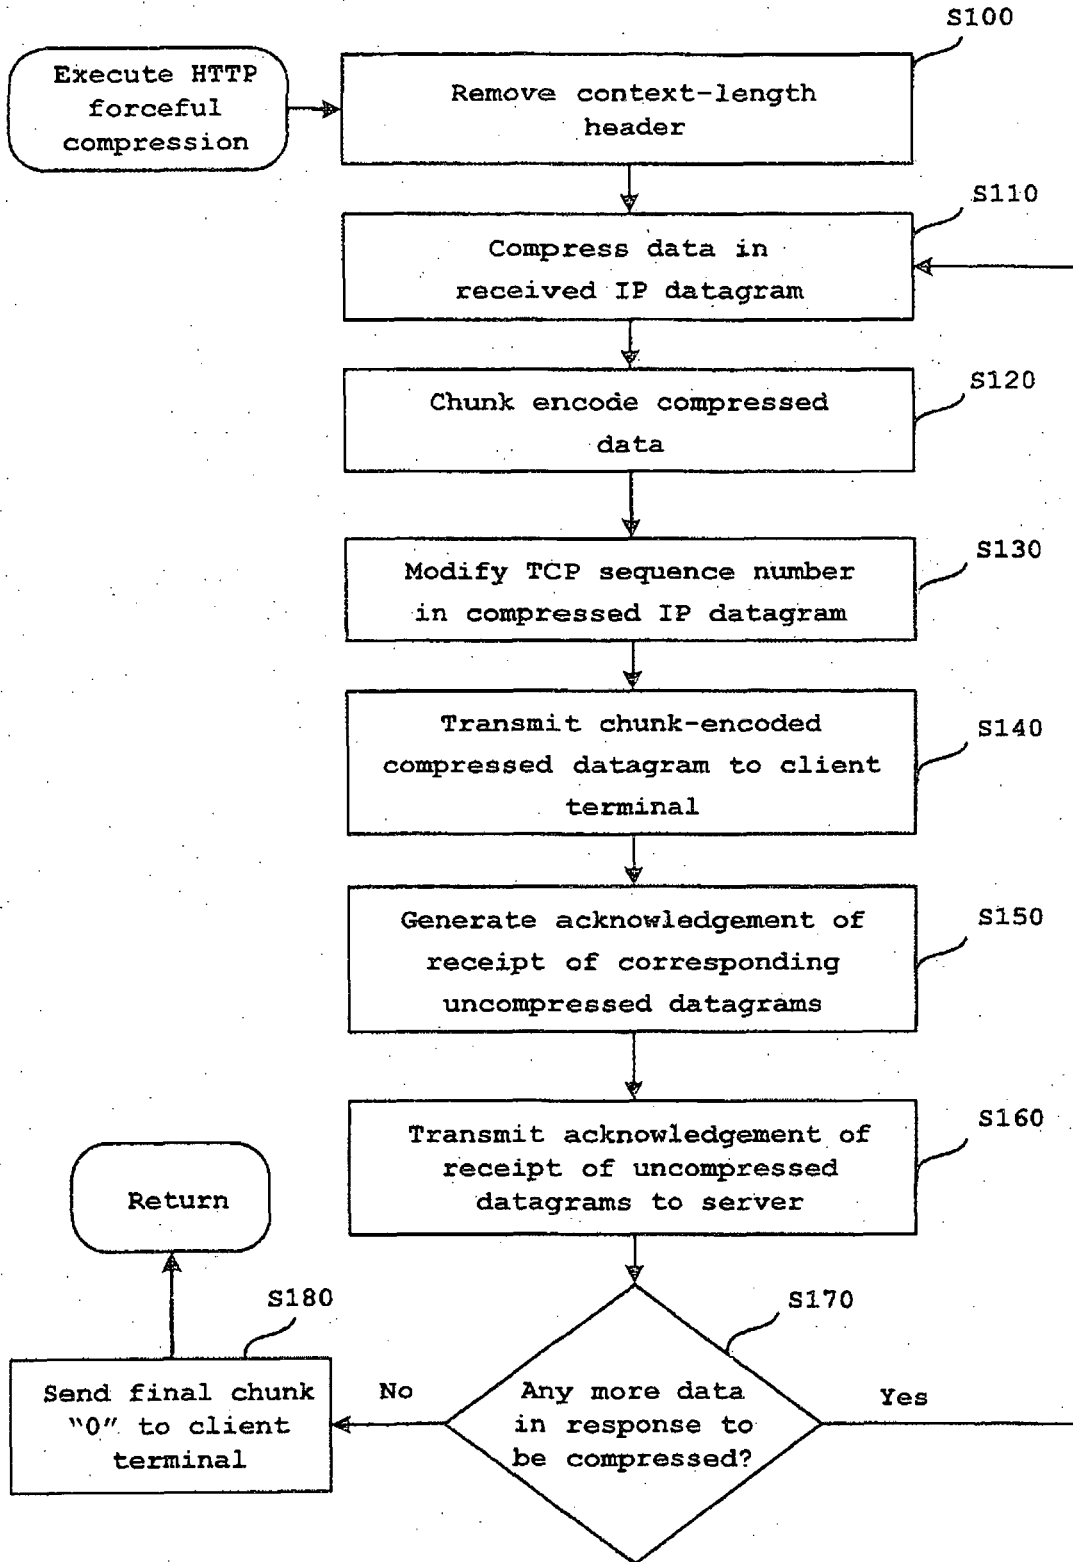 S100
Execute HTTP
forceful
compression
Remove context-length
header
S110
Compress data in
received IP datagram
S120
Chunk encode compressed
data
S130
Modify TCP sequence number
in compressed IP datagram
S140
Transmit chunk-encoded
compressed datagram to client
terminal
S150
Generate acknowledgement of
receipt of corresponding
uncompressed datagrams
S160
Transmit acknowledgement of
receipt of uncompressed
datagrams to server
Return
S170
S180
Any more data
in response to
be compressed?
No
Yes
Send final chunk
"0" to client
terminal